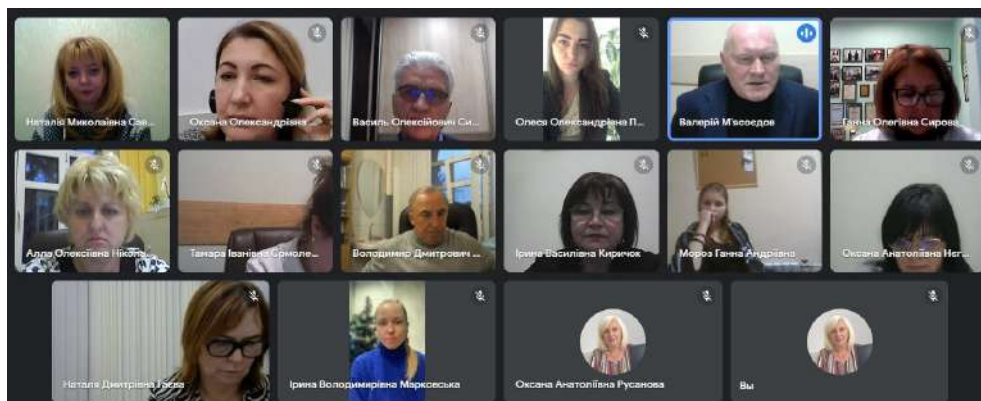 Наталія Миколаївна Сав...
Оксана Олександрівна ...
Василь Олексійович Си...
Олеся Олександрівна П...
Валерій М'ясоєдов
Ганна Олегівна Сирова
Алла Олексіївна Нікола...
Тамара Іванівна Єрмоле...
Володимир Дмитрович ...
Ірина Василівна Киричок
Мороз Ганна Андріївна
Оксана Анатоліївна Нєг...
Наталя Дмитрівна Гаєва
Ірина Володимирівна Марковська
Оксана Анатоліївна Русанова
Вы